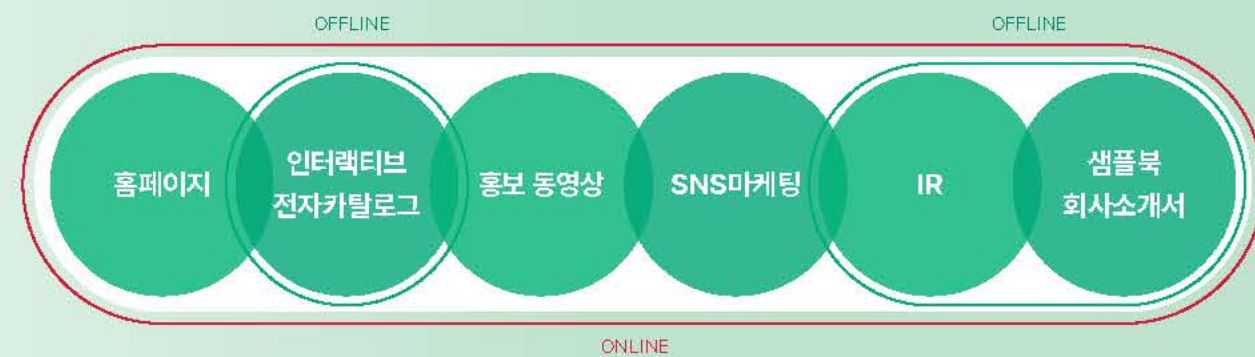 OFFLINE
OFFLINE
홈페이지
인터랙티브
전자카탈로그
홍보 동영상
SNS마케팅
IR
샘플북
회사소개서
ONLINE